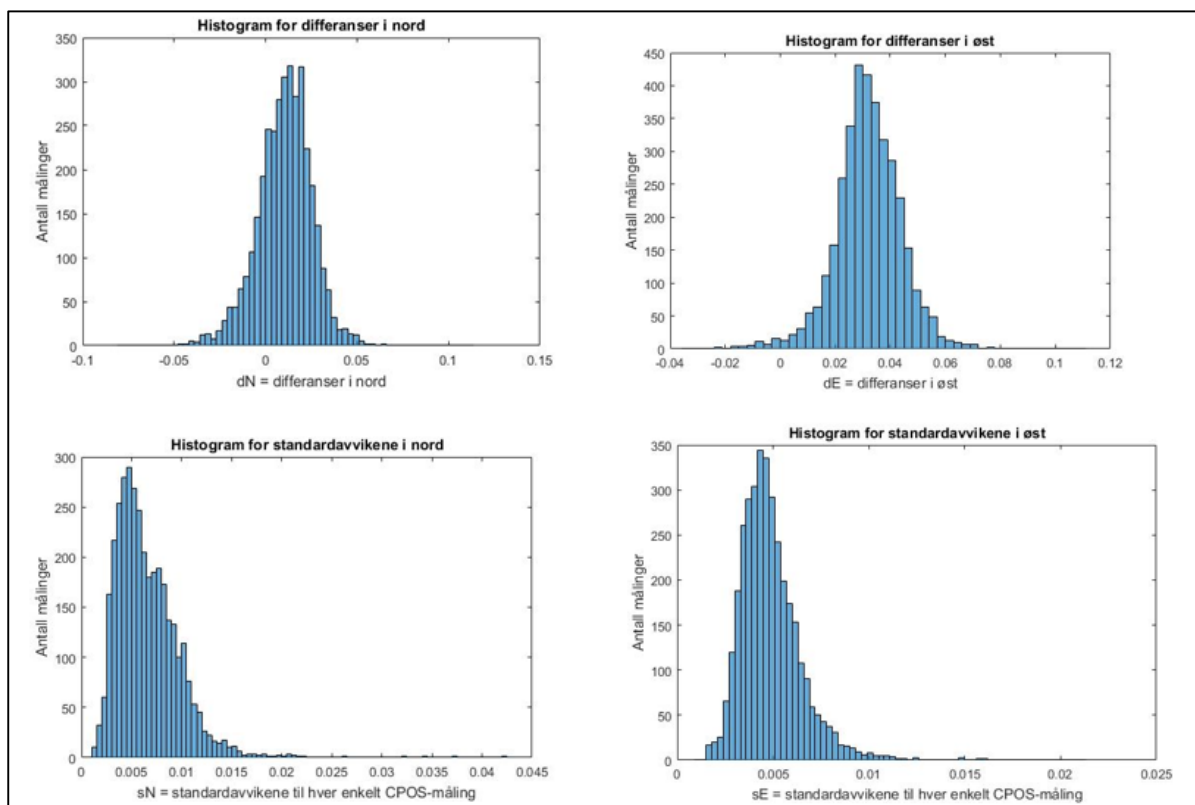 Histogram for differanser i nord
350
300
250
200
150
100
50
0
Antall målinger
-0.1 -0.05 0 0.05 0.1 0.15
dN = differanser i nord
Histogram for differanser i øst
450
400
350
300
250
200
150
100
50
0
Antall målinger
-0.04 -0.02 0 0.02 0.04 0.06 0.08 0.1 0.12
dE = differanser i øst
Histogram for standardavvikene i nord
300
250
200
150
100
50
0
Antall målinger
0 0.005 0.01 0.015 0.02 0.025 0.03 0.035 0.04 0.045
sN = standardavvikene til hver enkelt CPOS-måling
Histogram for standardavvikene i øst
350
300
250
200
150
100
50
0
Antall målinger
0 0.005 0.01 0.015 0.02 0.025
sE = standardavvikene til hver enkelt CPOS-måling